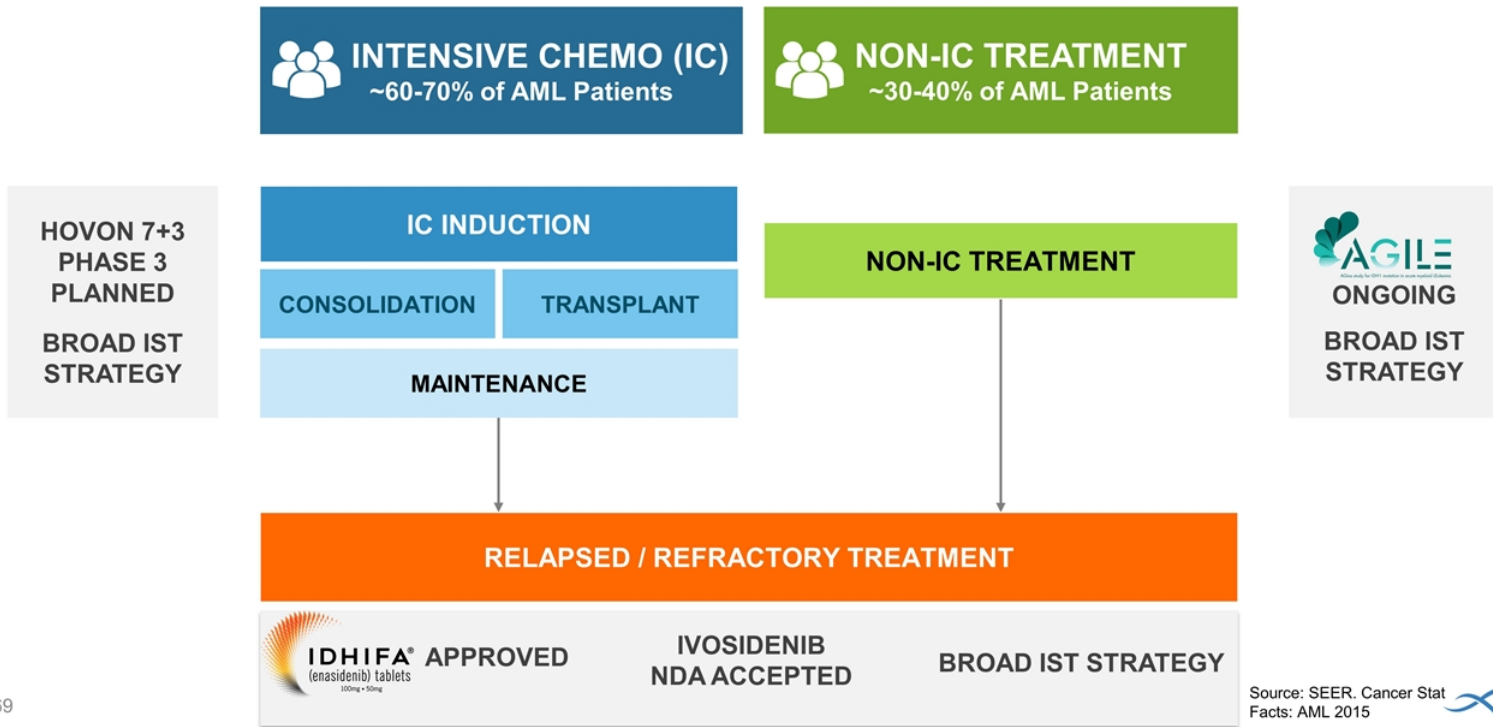 INTENSIVE CHEMO (IC)
~60-70% of AML Patients
NON-IC TREATMENT
~30-40% of AML Patients
HOVON 7+3
PHASE 3
PLANNED
BROAD IST
STRATEGY
IC INDUCTION
CONSOLIDATION
TRANSPLANT
MAINTENANCE
NON-IC TREATMENT
AGILE
ONGOING
BROAD IST
STRATEGY
RELAPSED / REFRACTORY TREATMENT
IDHIFA®
(enasidenib) tablets
100mg • 50mg
APPROVED
IVOSIDENIB
NDA ACCEPTED
BROAD IST STRATEGY
Source: SEER. Cancer Stat
Facts: AML 2015